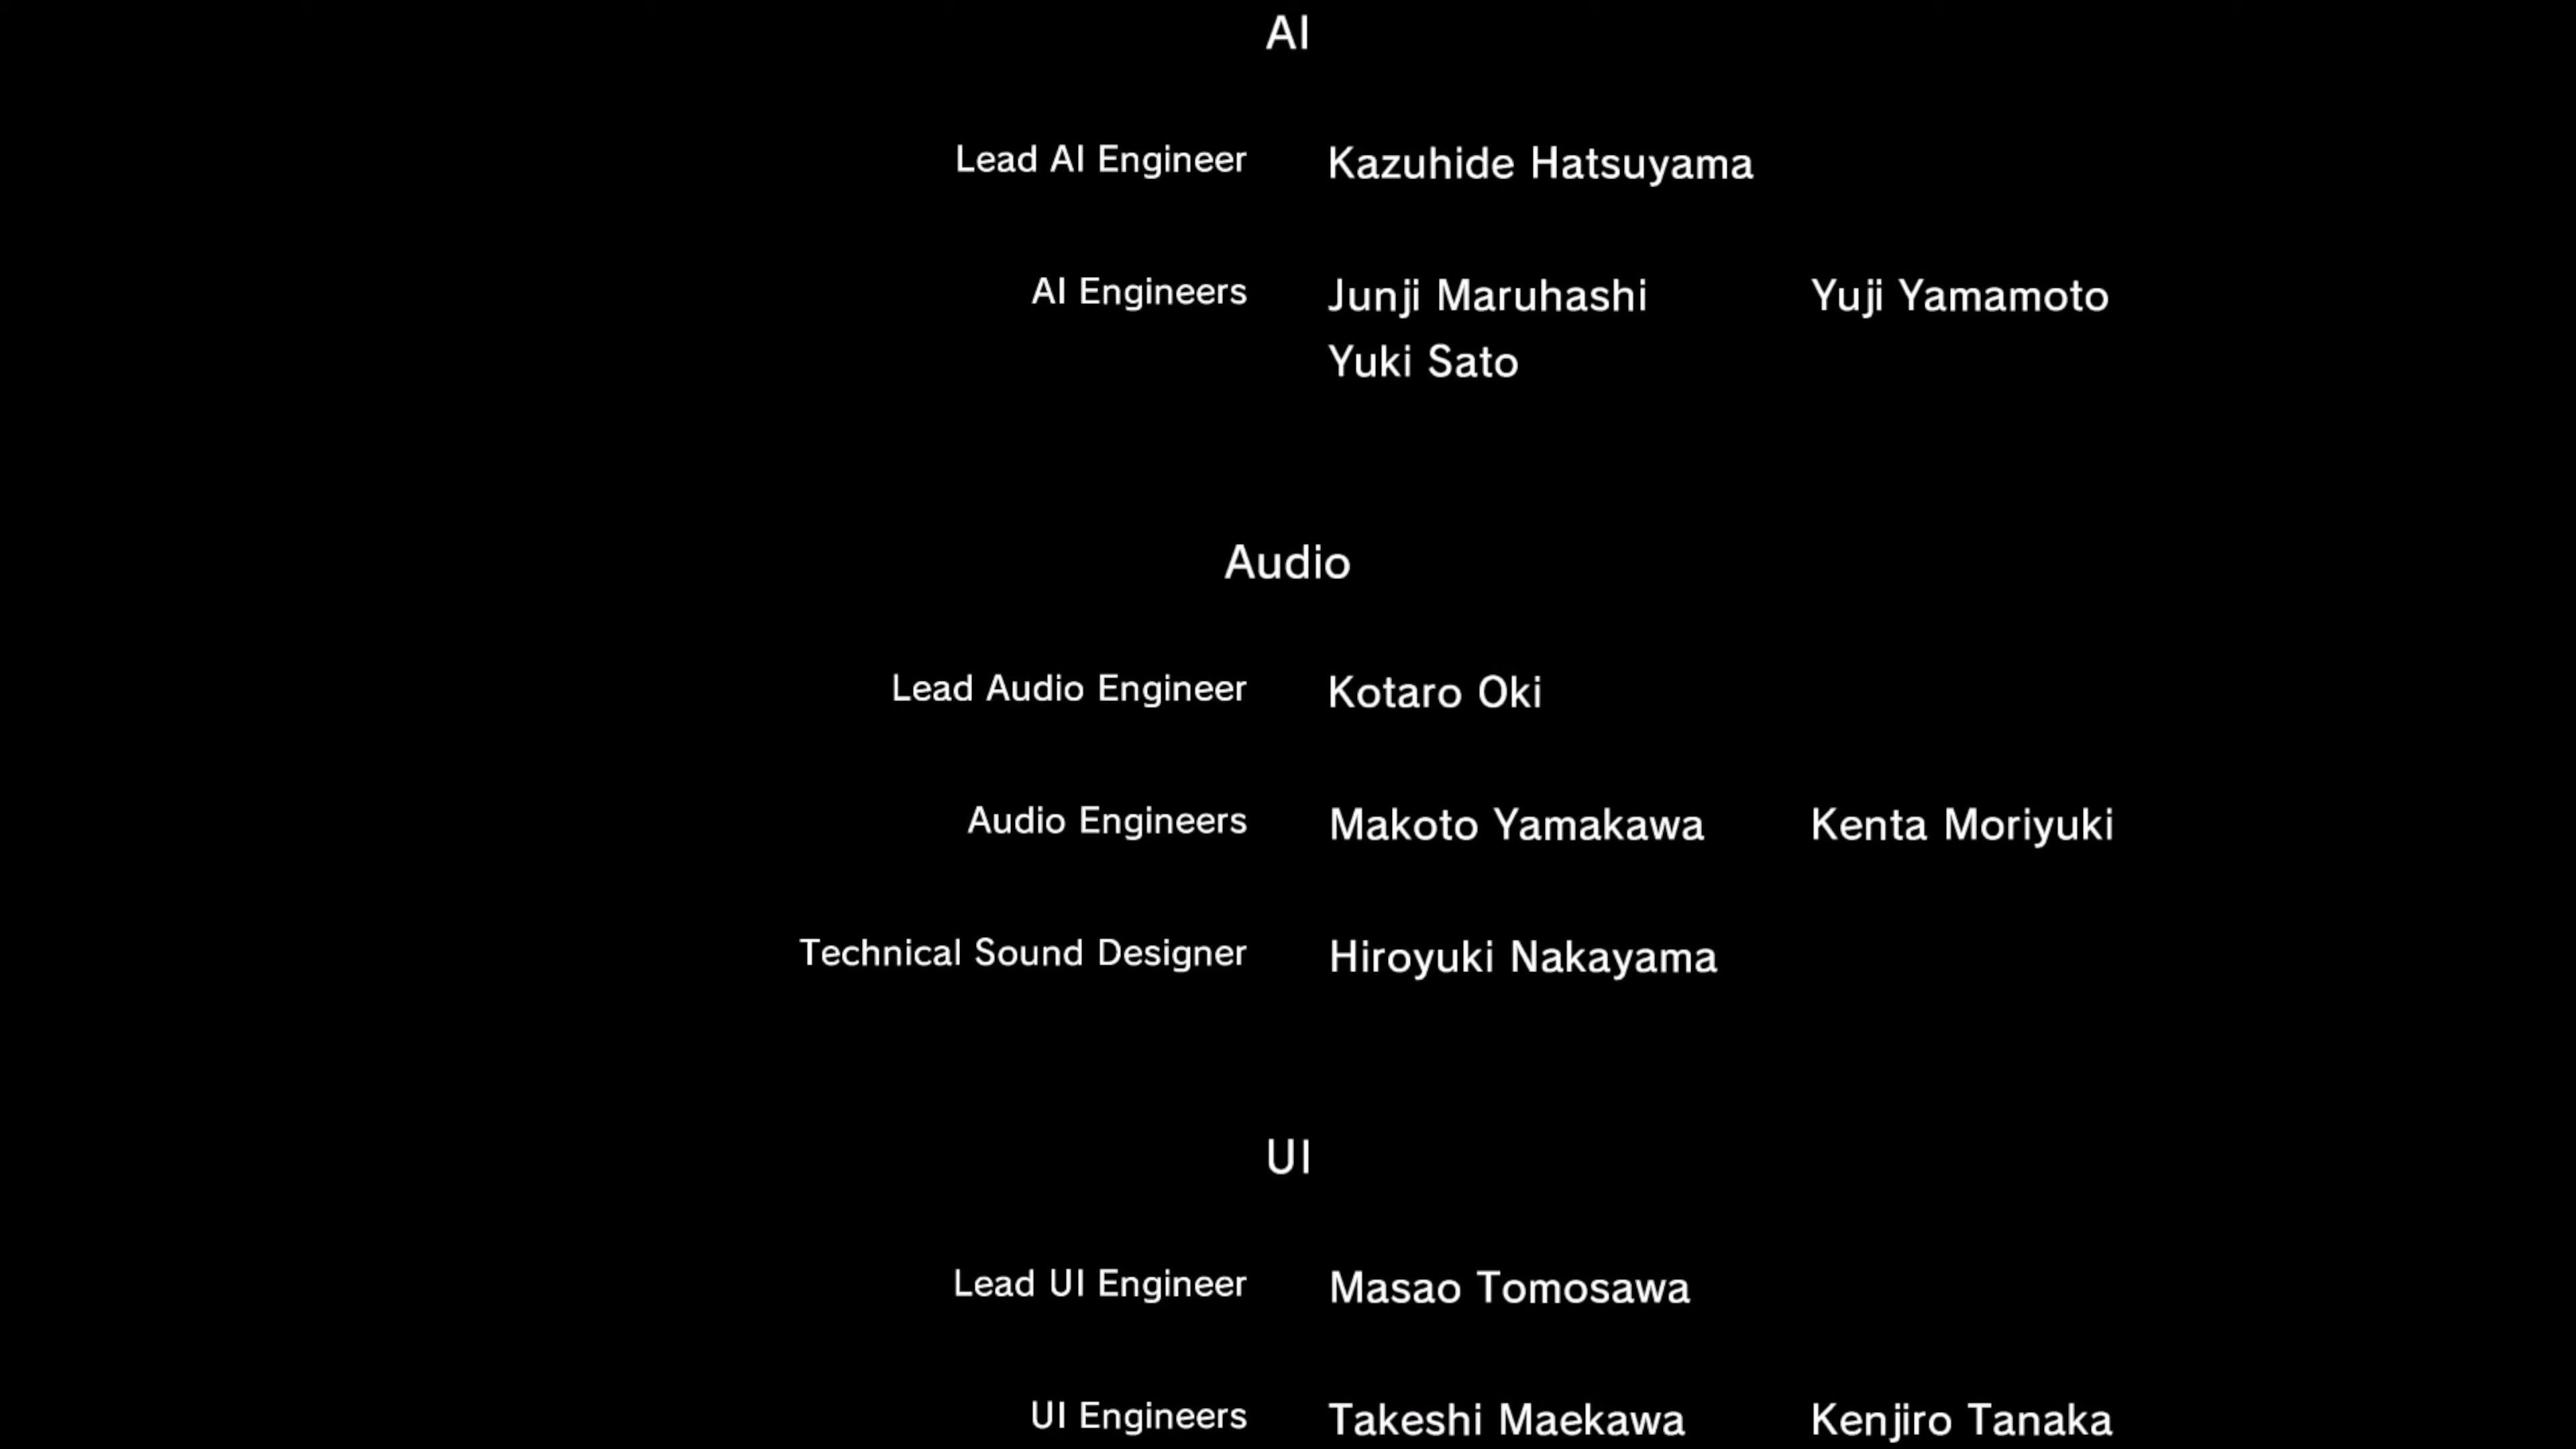 AI
Lead AI Engineer Kazuhide Hatsuyama
AI Engineers Junji Maruhashi Yuji Yamamoto
Yuki Sato
Audio
Lead Audio Engineer Kotaro Oki
Audio Engineers Makoto Yamakawa Kenta Moriyuki
Technical Sound Designer Hiroyuki Nakayama
UI
Lead UI Engineer Masao Tomosawa
UI Engineers Takeshi Maekawa Kenjiro Tanaka